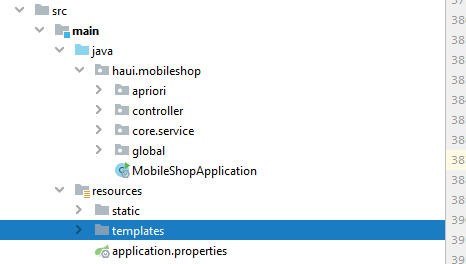 src
main
java
haui.mobileshop
apriori
controller
core.service
global
MobileShopApplication
resources
static
templates
application.properties